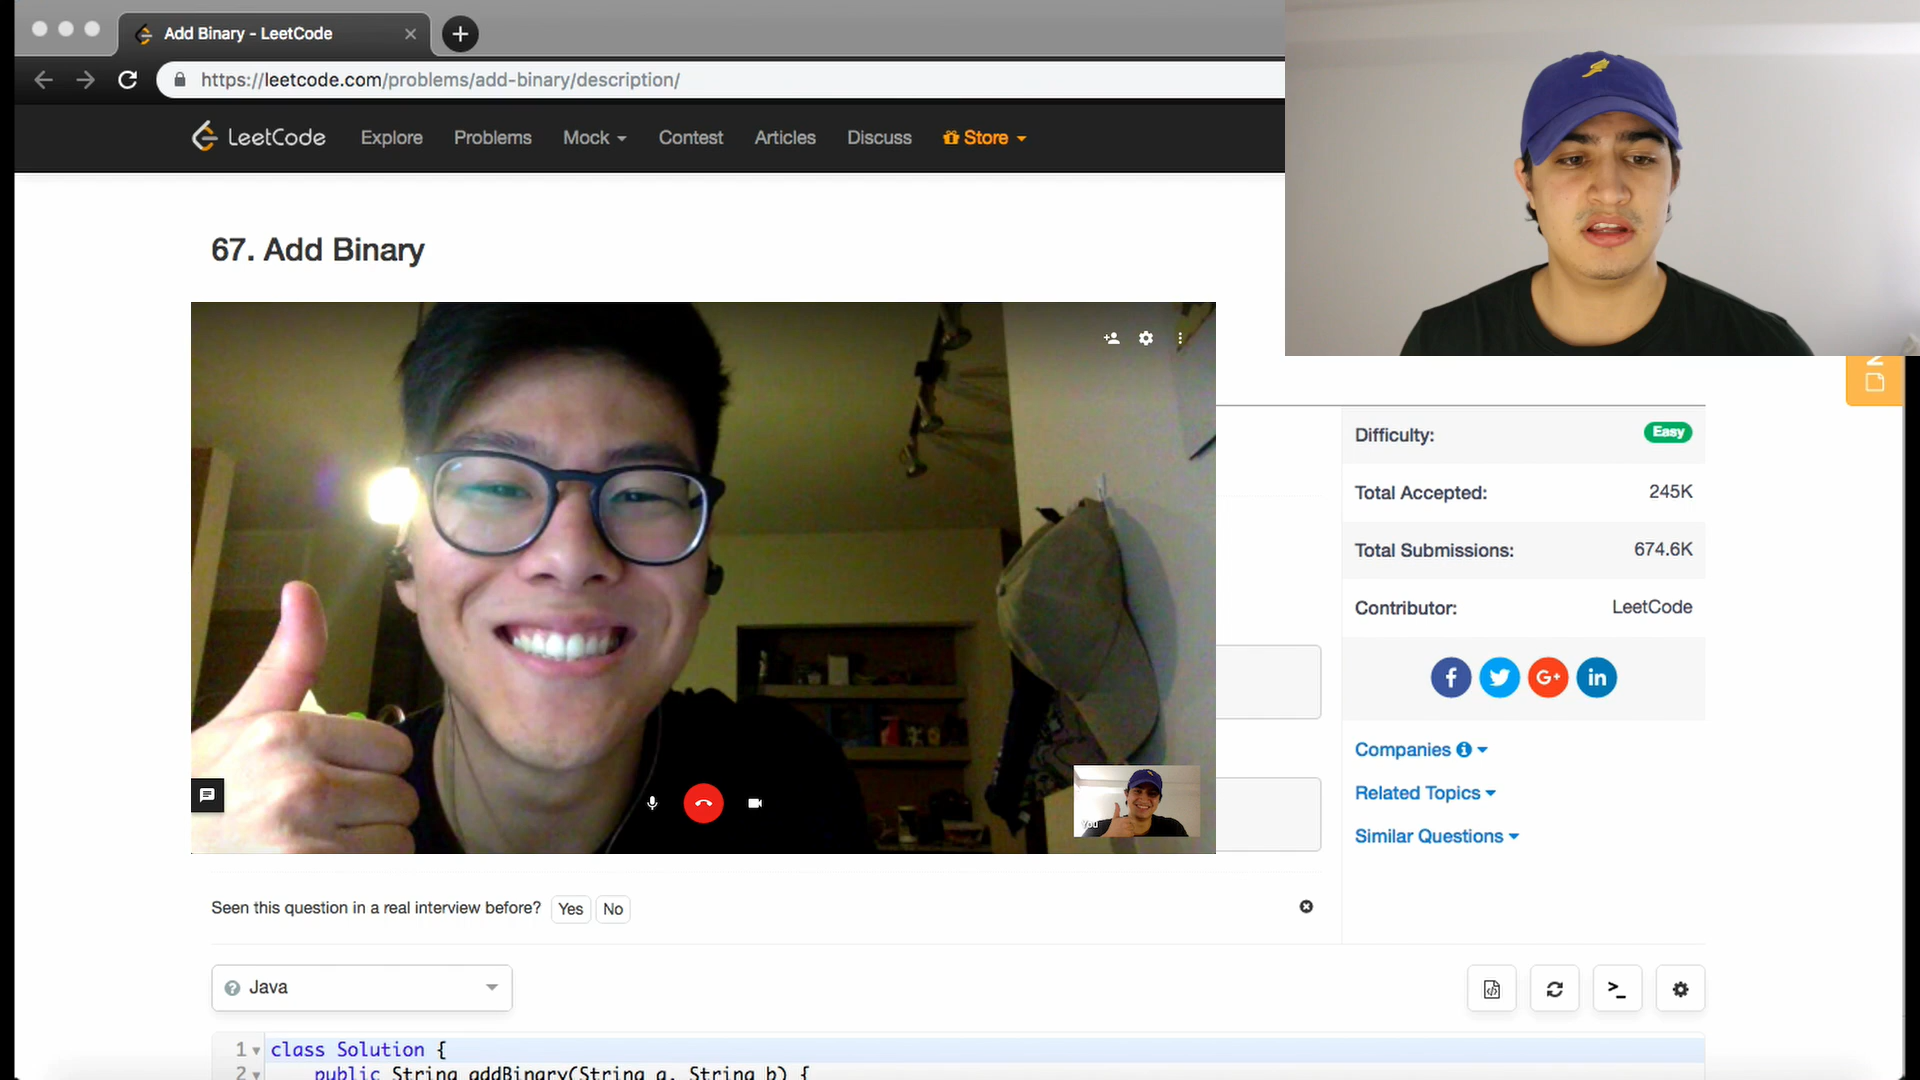 Add Binary - LeetCode
https://leetcode.com/problems/add-binary/description/
LeetCode Explore Problems Mock Contest Articles Discuss Store
67. Add Binary
Difficulty: Easy
Total Accepted: 245K
Total Submissions: 674.6K
Contributor: LeetCode
f G+ in
Companies
Related Topics
Similar Questions
You
Seen this question in a real interview before? Yes No
Java
>_
1 class Solution {
2 public String addBinary(String a, String b) {